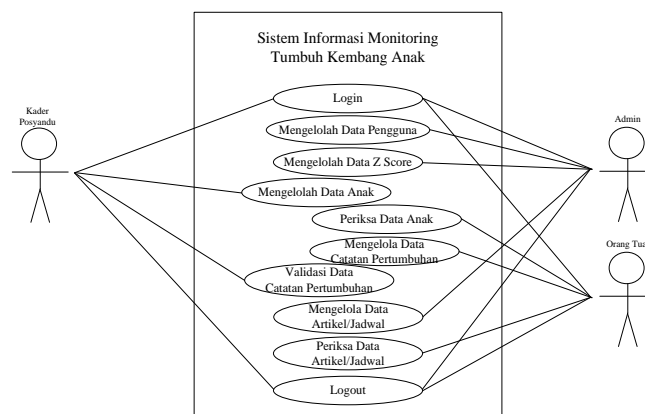 Sistem Informasi Monitoring
Tumbuh Kembang Anak
Kader
Posyandu
Login
Admin
Mengelolah Data Pengguna
Mengelolah Data Z Score
Mengelolah Data Anak
Periksa Data Anak
Orang Tua
Mengelola Data
Catatan Pertumbuhan
Validasi Data
Catatan Pertumbuhan
Mengelola Data
Artikel/Jadwal
Periksa Data
Artikel/Jadwal
Logout